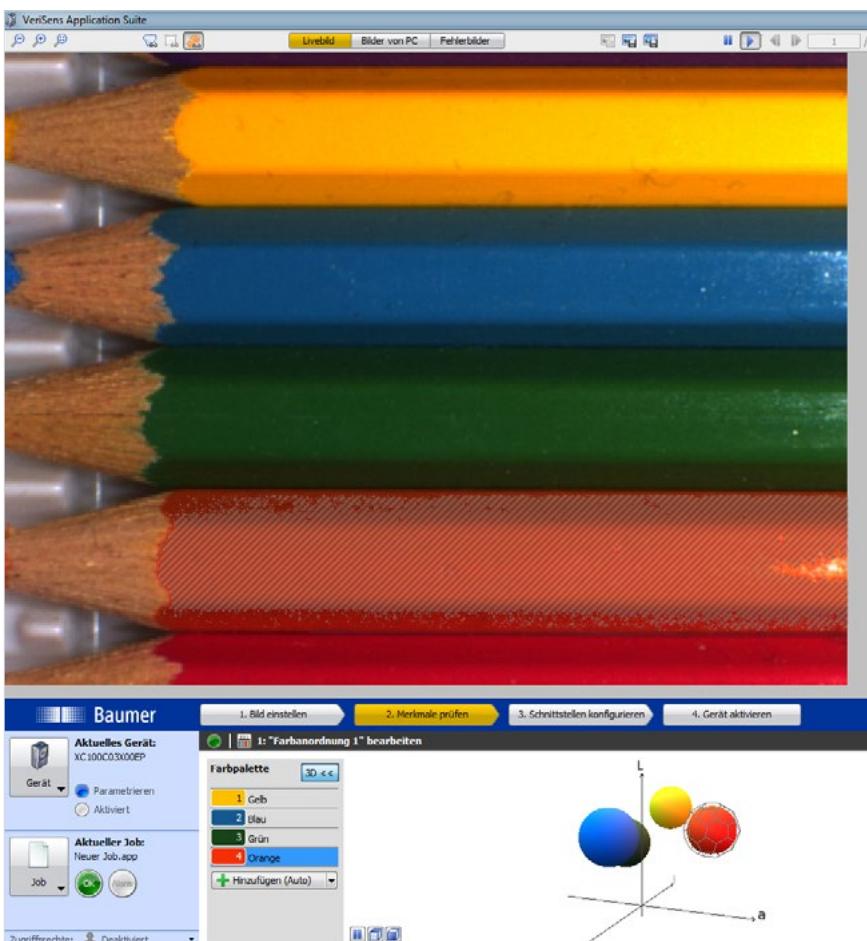 VeriSens Application Suite
Livebild Bilder von PC Fehlerbilder
1
Baumer
1. Bild einstellen 2. Merkmale prüfen 3. Schnittstellen konfigurieren 4. Gerät aktivieren
Aktuelles Gerät:
XC100C03X00EP
Gerät
Parametrieren
Aktiviert
Aktueller Job:
Neuer Job.app
Job
OK
Zugriffsrechte: Deaktiviert
1: "Farbanordnung 1" bearbeiten
Farbpalette 3D <<
1 Gelb
2 Blau
3 Grün
4 Orange
Hinzufügen (Auto)
L
a